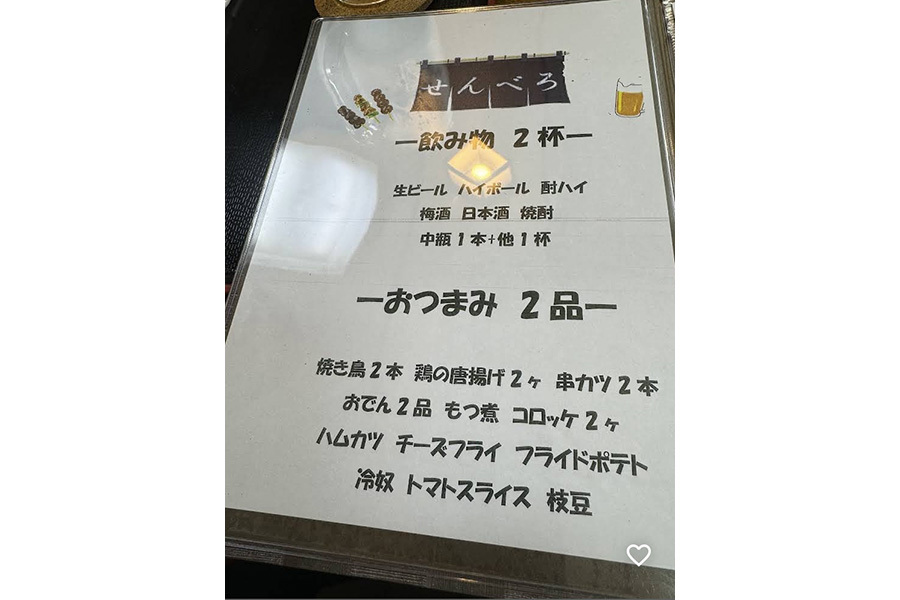 せんべろ
ー飲み物 2杯ー
生ビール ハイボール 酎ハイ
梅酒 日本酒 焼酎
中瓶1本+他1杯
ーおつまみ 2品ー
焼き鳥2本 鶏の唐揚げ2ヶ 串カツ2本
おでん2品 もつ煮 コロッケ2ヶ
ハムカツ チーズフライ フライドポテト
冷奴 トマトスライス 枝豆